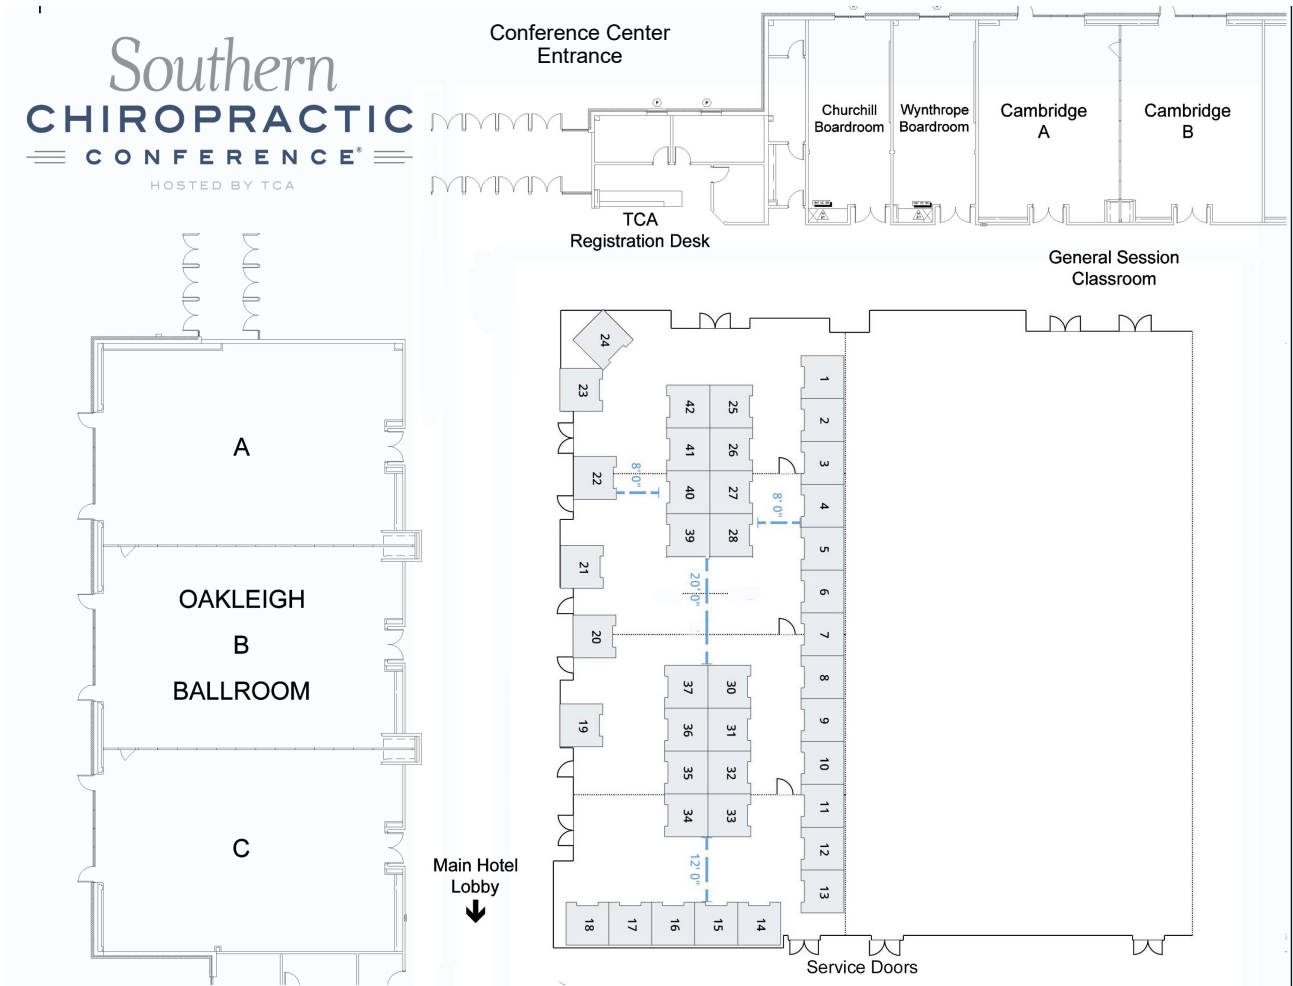 Southern
CHIROPRACTIC
CONFERENCE®
HOSTED BY TCA
Conference Center
Entrance
Churchill
Boardroom
Wynthrope
Boardroom
Cambridge
A
Cambridge
B
TCA
Registration Desk
General Session
Classroom
A
OAKLEIGH
B
BALLROOM
C
Main Hotel
Lobby
24
23
22
21
20
19
18
17
16
15
14
42
25
41
26
40
27
39
28
8' 0"
8' 0"
20' 0"
37
30
36
31
35
32
34
33
12' 0"
1
2
3
4
5
6
7
8
9
10
11
12
13
Service Doors